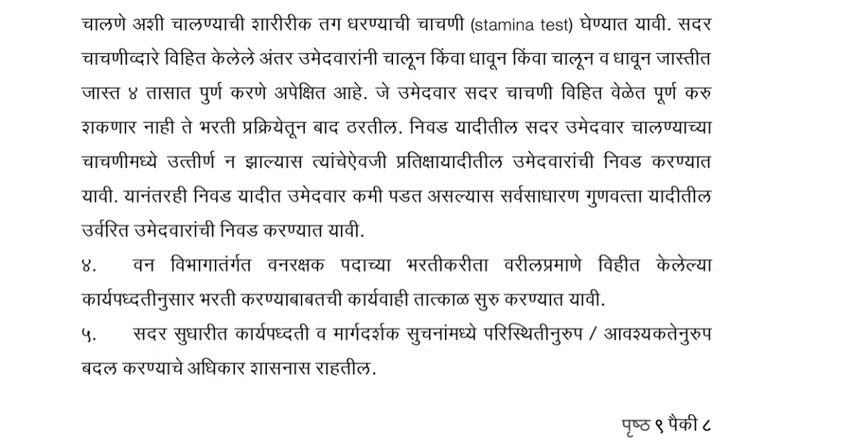 चालणे अशी चालण्याची शारीरीक तग धरण्याची चाचणी (stamina test) घेण्यात यावी. सदर
चाचणीव्दारे विहित केलेले अंतर उमेदवारांनी चालून किंवा धावून किंवा चालून व धावून जास्तीत
जास्त ४ तासात पुर्ण करणे अपेक्षित आहे. जे उमेदवार सदर चाचणी विहित वेळेत पूर्ण करु
शकणार नाही ते भरती प्रक्रियेतून बाद ठरतील. निवड यादीतील सदर उमेदवार चालण्याच्या
चाचणीमध्ये उत्तीर्ण न झाल्यास त्यांचेऐवजी प्रतिक्षायादीतील उमेदवारांची निवड करण्यात
यावी. यानंतरही निवड यादीत उमेदवार कमी पडत असल्यास सर्वसाधारण गुणवत्ता यादीतील
उर्वरित उमेदवारांची निवड करण्यात यावी.
४. वन विभागातंर्गत वनरक्षक पदाच्या भरतीकरीता वरीलप्रमाणे विहीत केलेल्या
कार्यपध्दतीनुसार भरती करण्याबाबतची कार्यवाही तात्काळ सुरु करण्यात यावी.
५. सदर सुधारीत कार्यपध्दती व मार्गदर्शक सुचनांमध्ये परिस्थितीनुरुप / आवश्यकतेनुरुप
बदल करण्याचे अधिकार शासनास राहतील.
पृष्ठ ९ पैकी ८